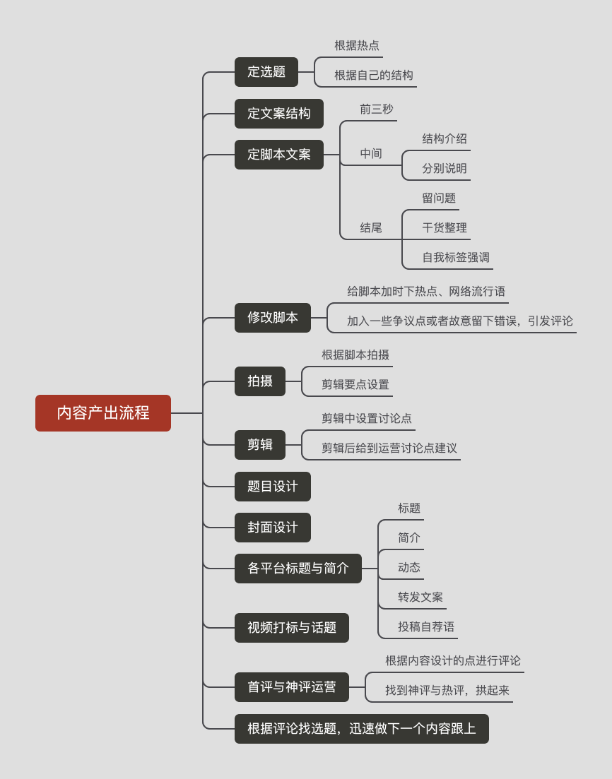 内容产出流程
定选题
根据热点
根据自己的结构
定文案结构
定脚本文案
前三秒
中间
结构介绍
分别说明
结尾
留问题
干货整理
自我标签强调
修改脚本
给脚本加时下热点、网络流行语
加入一些争议点或者故意留下错误，引发评论
拍摄
根据脚本拍摄
剪辑要点设置
剪辑
剪辑中设置讨论点
剪辑后给到运营讨论点建议
题目设计
封面设计
各平台标题与简介
标题
简介
动态
转发文案
投稿自荐语
视频打标与话题
首评与神评运营
根据内容设计的点进行评论
找到神评与热评，拱起来
根据评论找选题，迅速做下一个内容跟上